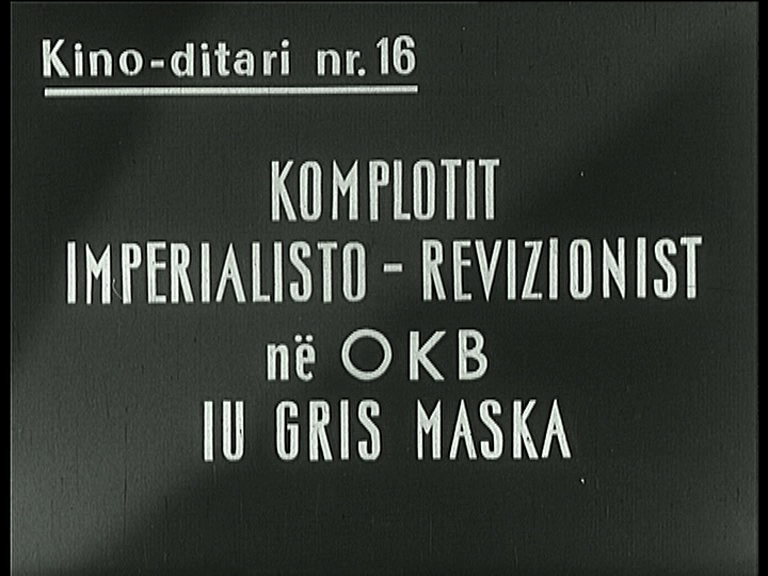 Kino-ditari nr. 16
KOMPLOTIT
IMPERIALISTO - REVIZIONIST
në OKB
IU GRIS MASKA